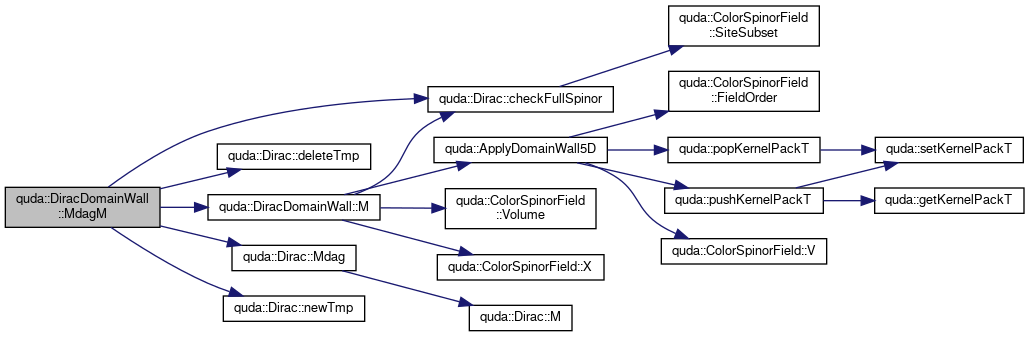 quda::DiracDomainWall
::MdagM
quda::Dirac::checkFullSpinor
quda::ColorSpinorField
::SiteSubset
quda::Dirac::deleteTmp
quda::DiracDomainWall::M
quda::ApplyDomainWall5D
quda::ColorSpinorField
::FieldOrder
quda::popKernelPackT
quda::setKernelPackT
quda::pushKernelPackT
quda::getKernelPackT
quda::ColorSpinorField::V
quda::ColorSpinorField
::Volume
quda::ColorSpinorField::X
quda::Dirac::Mdag
quda::Dirac::M
quda::Dirac::newTmp